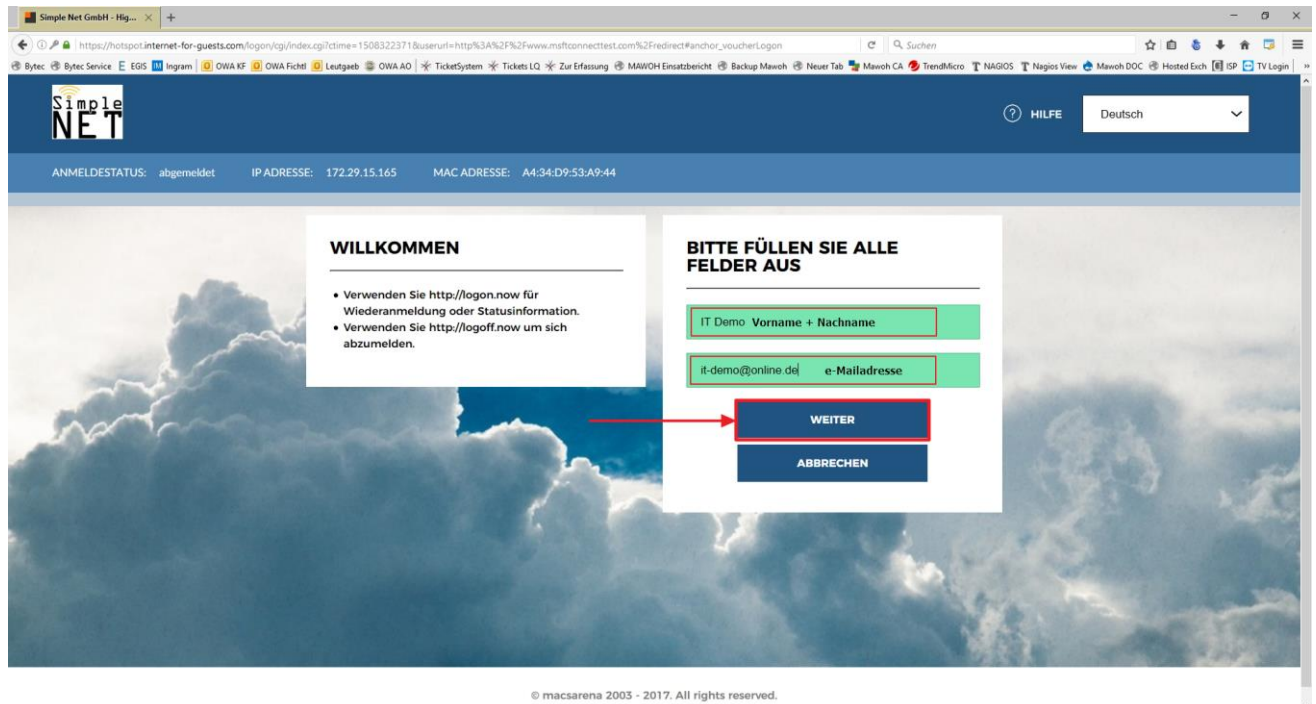 Simple Net GmbH - Hig...
https://hotspot.internet-for-guests.com/logon/cgi/index.cgi?ctime=1508322371&userurl=http%3A%2F%2Fwww.msftconnecttest.com%2Fredirect#anchor_voucherLogon
Suchen
Bytec Bytec Service EGIS Ingram OWA KF OWA Fichtl Leutgaeb OWA AO TicketSystem Tickets LQ Zur Erfassung MAWOH Einsatzbericht Backup Mawoh Neuer Tab Mawoh CA TrendMicro NAGIOS Nagios View Mawoh DOC Hosted Exch ISP TV Login »
Simple
NET
? HILFE
Deutsch
ANMELDESTATUS: abgemeldet IP ADRESSE: 172.29.15.165 MAC ADRESSE: A4:34:D9:53:A9:44
WILLKOMMEN
• Verwenden Sie http://logon.now für
Wiederanmeldung oder Statusinformation.
• Verwenden Sie http://logoff.now um sich
abzumelden.
BITTE FÜLLEN SIE ALLE
FELDER AUS
IT Demo Vorname + Nachname
it-demo@online.de e-Mailadresse
WEITER
ABBRECHEN
© macsarena 2003 - 2017. All rights reserved.